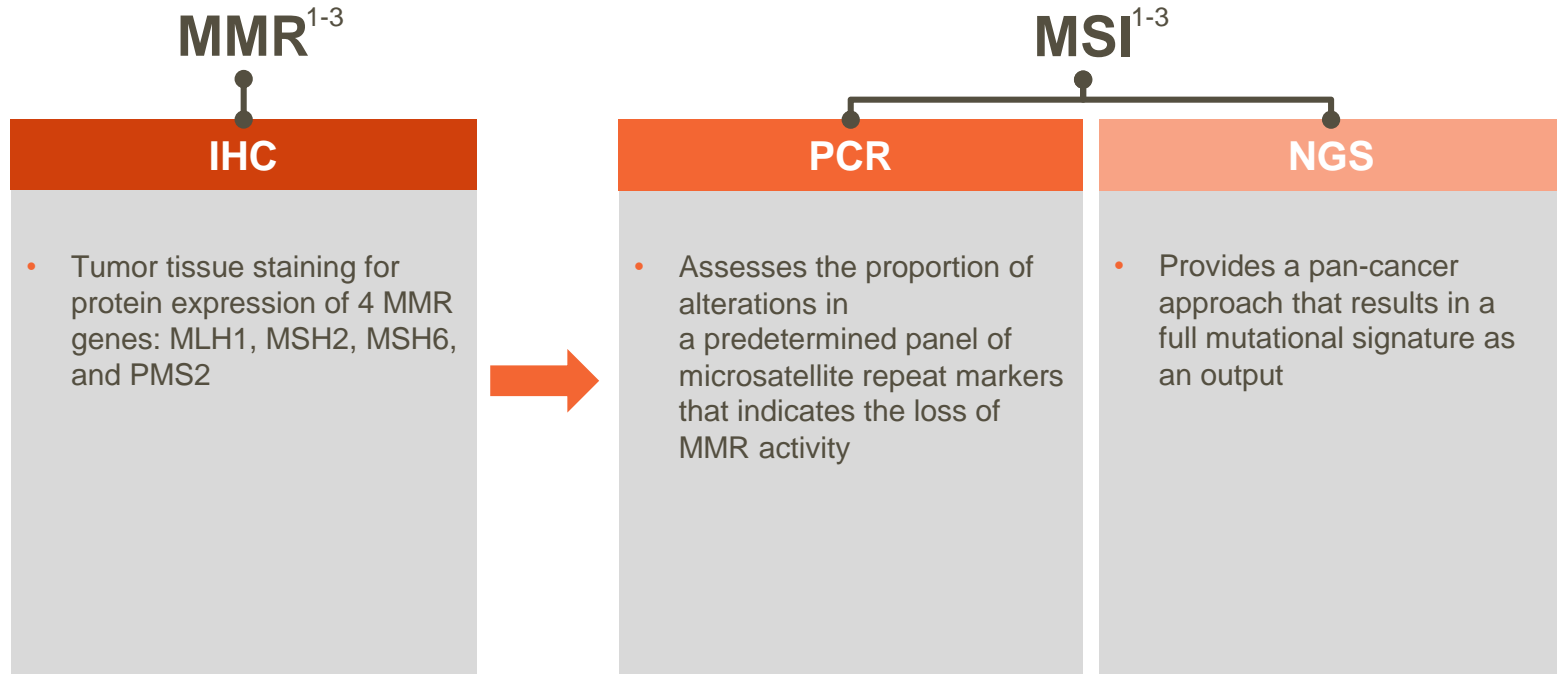 MMR1-3
MSI1-3
IHC
• Tumor tissue staining for
protein expression of 4 MMR
genes: MLH1, MSH2, MSH6,
and PMS2
PCR
• Assesses the proportion of
alterations in
a predetermined panel of
microsatellite repeat markers
that indicates the loss of
MMR activity
NGS
• Provides a pan-cancer
approach that results in a
full mutational signature as
an output